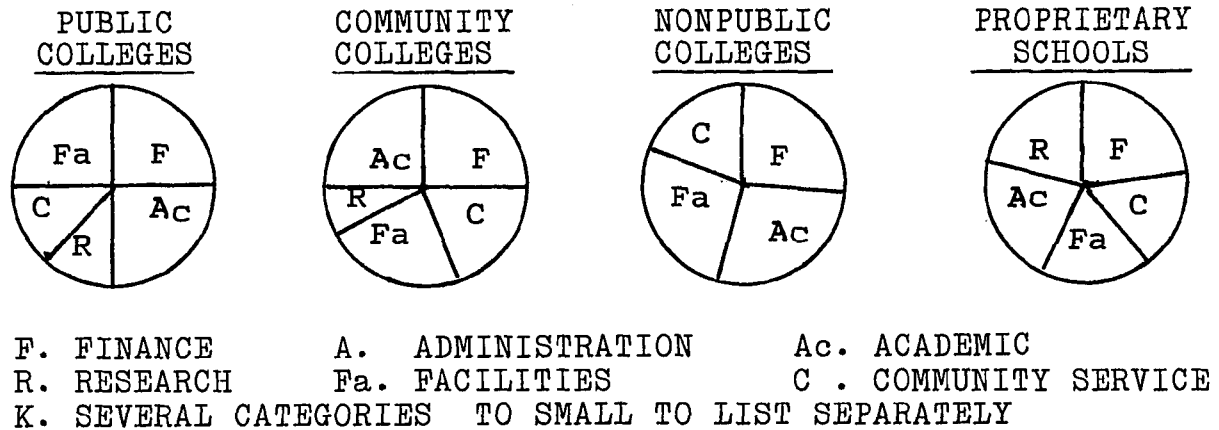 PUBLIC COLLEGES
COMMUNITY COLLEGES
NONPUBLIC COLLEGES
PROPRIETARY SCHOOLS
Fa F
C Ac
R
Ac F
R C
Fa
C F
Fa Ac
R F
Ac C
Fa
F. FINANCE A. ADMINISTRATION Ac. ACADEMIC
R. RESEARCH Fa. FACILITIES C . COMMUNITY SERVICE
K. SEVERAL CATEGORIES TO SMALL TO LIST SEPARATELY